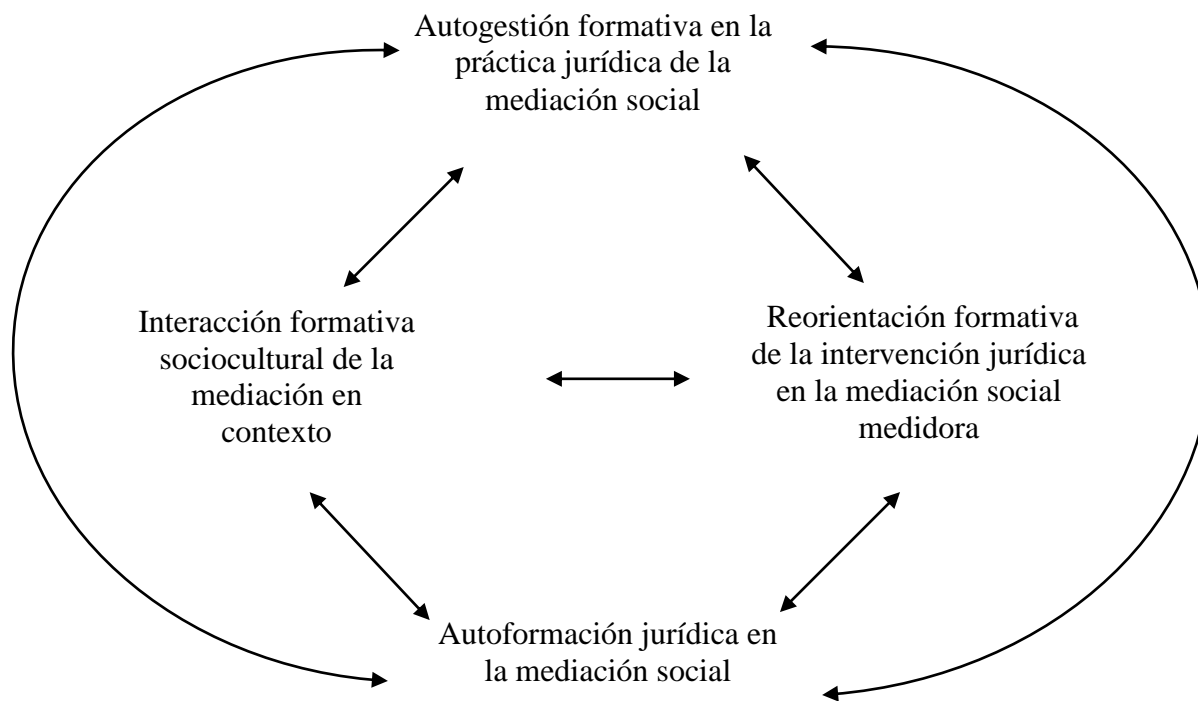 Autogestión formativa en la
práctica jurídica de la
mediación social
Interacción formativa
sociocultural de la
mediación en
contexto
Reorientación formativa
de la intervención jurídica
en la mediación social
medidora
Autoformación jurídica en
la mediación social